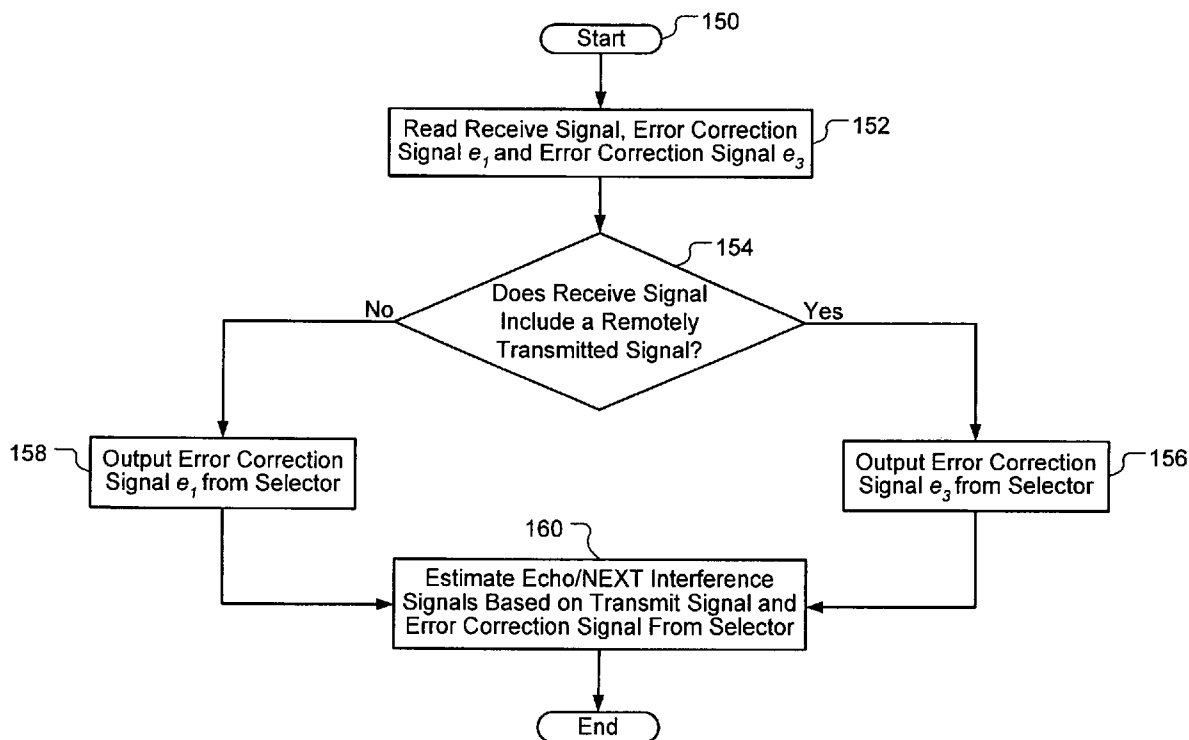 150
Start
Read Receive Signal, Error Correction
Signal e1 and Error Correction Signal e3
152
154
Does Receive Signal
Include a Remotely
Transmitted Signal?
No
Yes
158
Output Error Correction
Signal e1 from Selector
Output Error Correction
Signal e3 from Selector
156
160
Estimate Echo/NEXT Interference
Signals Based on Transmit Signal and
Error Correction Signal From Selector
End